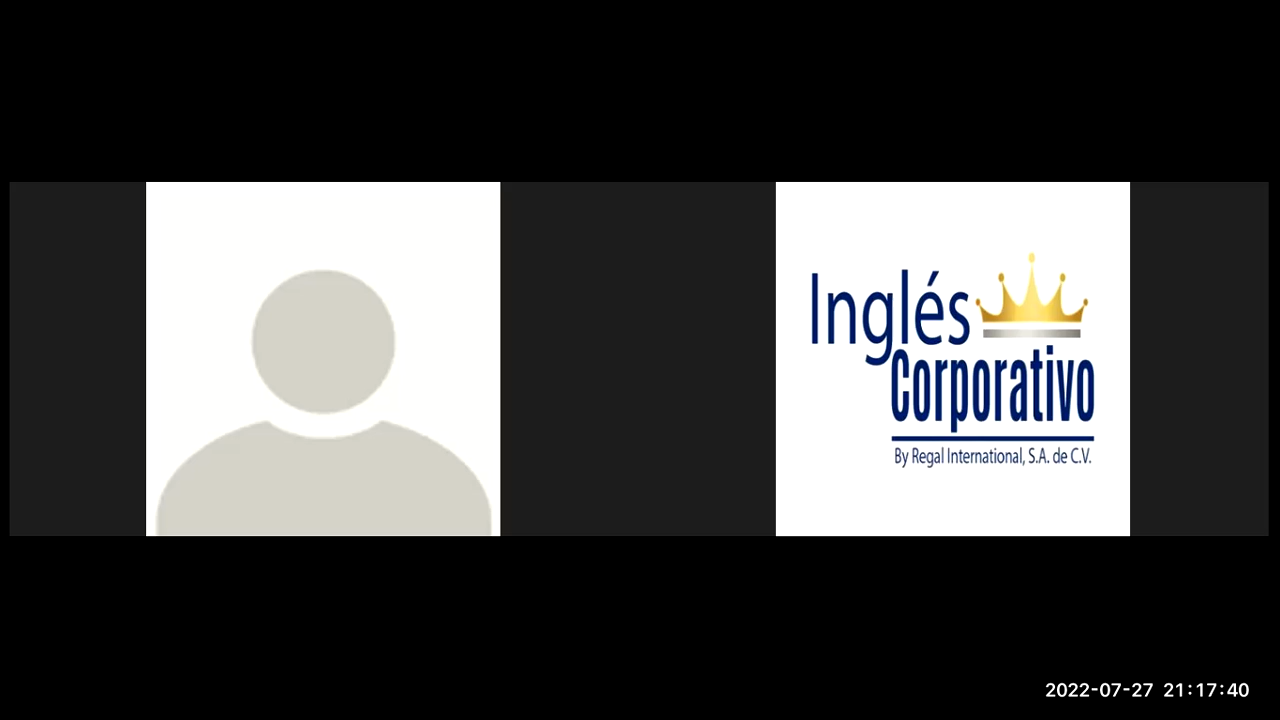 Inglés
Corporativo
By Regal International, S.A. de C.V.
2022-07-27 21:17:40